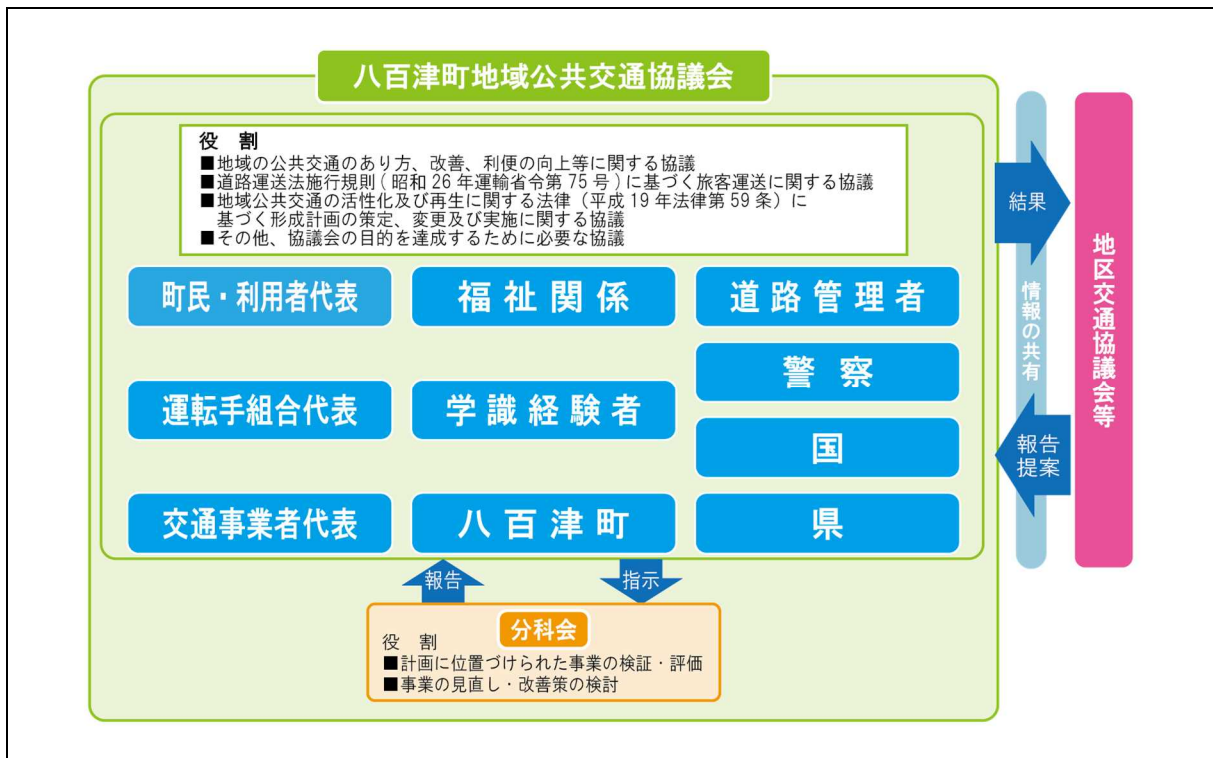 八百津町地域公共交通協議会
役 割
■地域の公共交通のあり方、改善、利便の向上等に関する協議
■道路運送法施行規則(昭和26年運輸省令第75号)に基づく旅客運送に関する協議
■地域公共交通の活性化及び再生に関する法律（平成19年法律第59条）に
基づく形成計画の策定、変更及び実施に関する協議
■その他、協議会の目的を達成するために必要な協議
町民・利用者代表
福祉関係
道路管理者
警察
運転手組合代表
学識経験者
国
交通事業者代表
八百津町
県
報告
指示
分科会
役 割
■計画に位置づけられた事業の検証・評価
■事業の見直し・改善策の検討
結果
情報の共有
報告
提案
地区交通協議会等